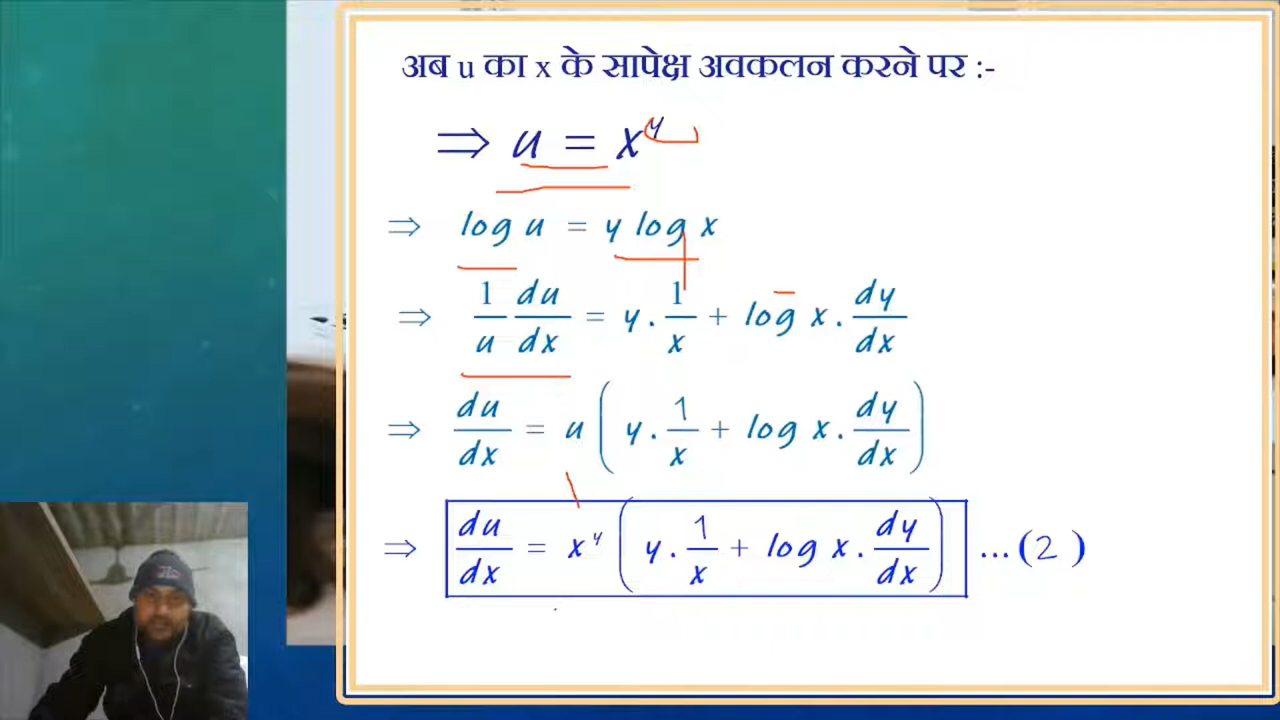 अब u का x के सापेक्ष अवकलन करने पर :-
⇒ u = x^y
⇒ log u = y log x
⇒ 1/u du/dx = y . 1/x + log x . dy/dx
⇒ du/dx = u ( y . 1/x + log x . dy/dx )
⇒ du/dx = x^y ( y . 1/x + log x . dy/dx ) ...(2)